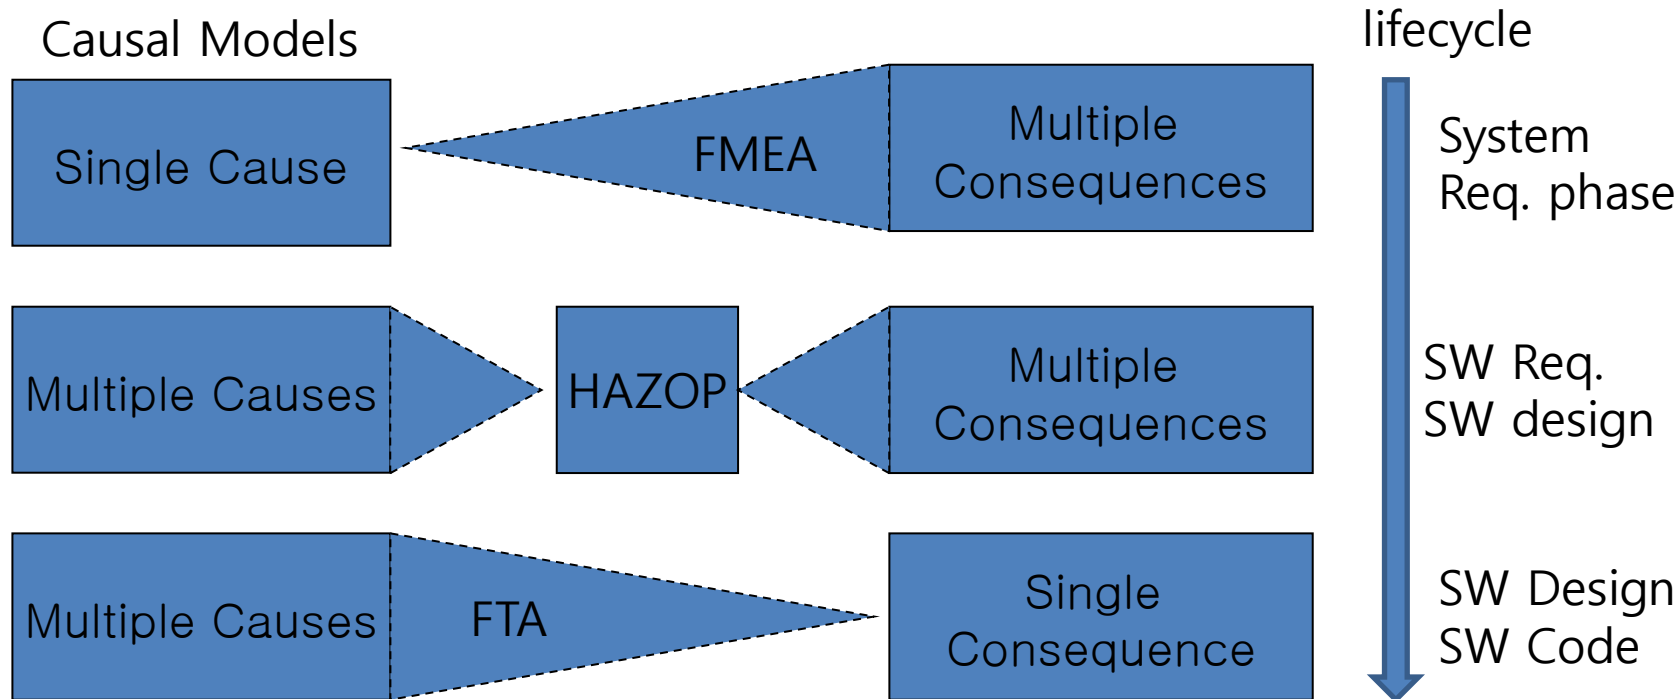 Causal Models
lifecycle
Single Cause
FMEA
Multiple
Consequences
System
Req. phase
Multiple Causes
HAZOP
Multiple
Consequences
SW Req.
SW design
Multiple Causes
FTA
Single
Consequence
SW Design
SW Code